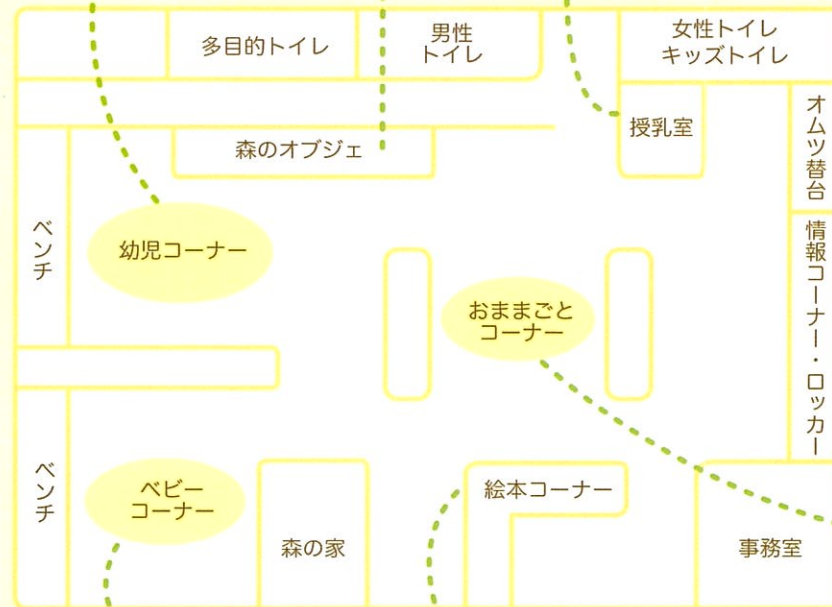 多目的トイレ
男性
トイレ
女性トイレ
キッズトイレ
森のオブジェ
授乳室
オムツ替台
ベンチ
幼児コーナー
おままごと
コーナー
情報コーナー・ロッカー
ベンチ
ベビー
コーナー
森の家
絵本コーナー
事務室